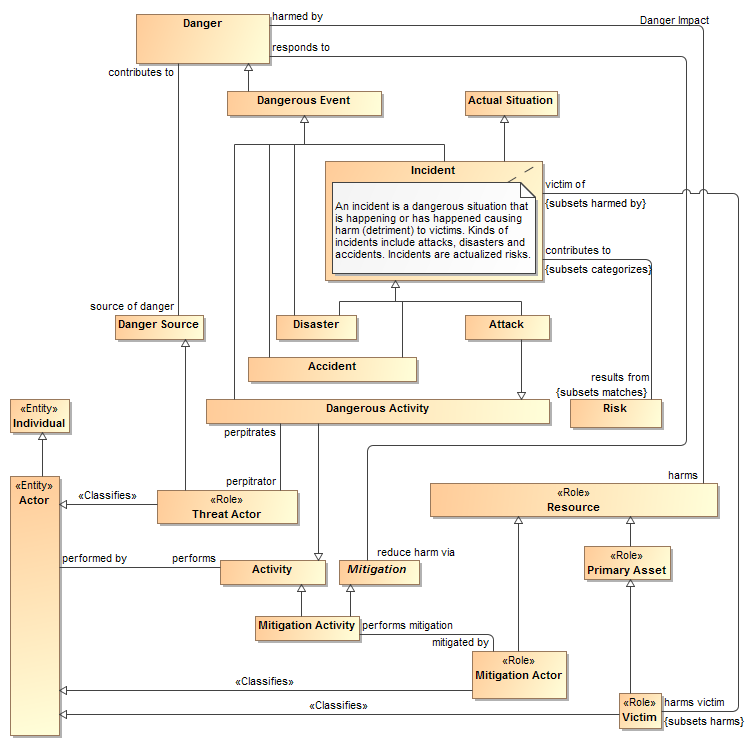 Danger
harmed by
Danger Impact
responds to
contributes to
Dangerous Event
Actual Situation
Incident
An incident is a dangerous situation that
is happening or has happened causing
harm (detriment) to victims. Kinds of
incidents include attacks, disasters and
accidents. Incidents are actualized risks.
victim of
{subsets harmed by}
contributes to
{subsets categorizes}
source of danger
Danger Source
Disaster
Attack
Accident
results from
{subsets matches}
Dangerous Activity
Risk
«Entity»
Individual
perpitrates
perpitrator
harms
«Entity»
Actor
«Classifies»
«Role»
Threat Actor
«Role»
Resource
performed by
performs
Activity
reduce harm via
Mitigation
«Role»
Primary Asset
Mitigation Activity
performs mitigation
mitigated by
«Role»
Mitigation Actor
«Classifies»
«Classifies»
«Role»
Victim
harms victim
{subsets harms}